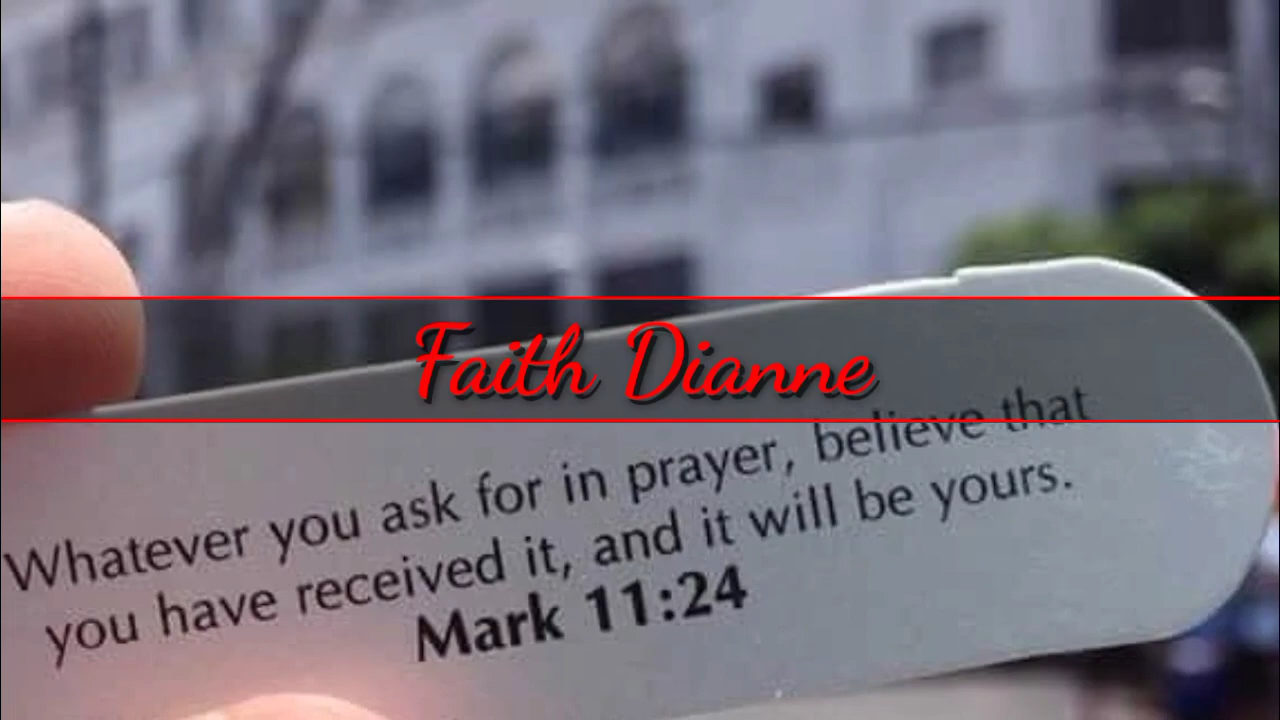 Faith Dianne
Whatever you ask for in prayer, believe that
you have received it, and it will be yours.
Mark 11:24